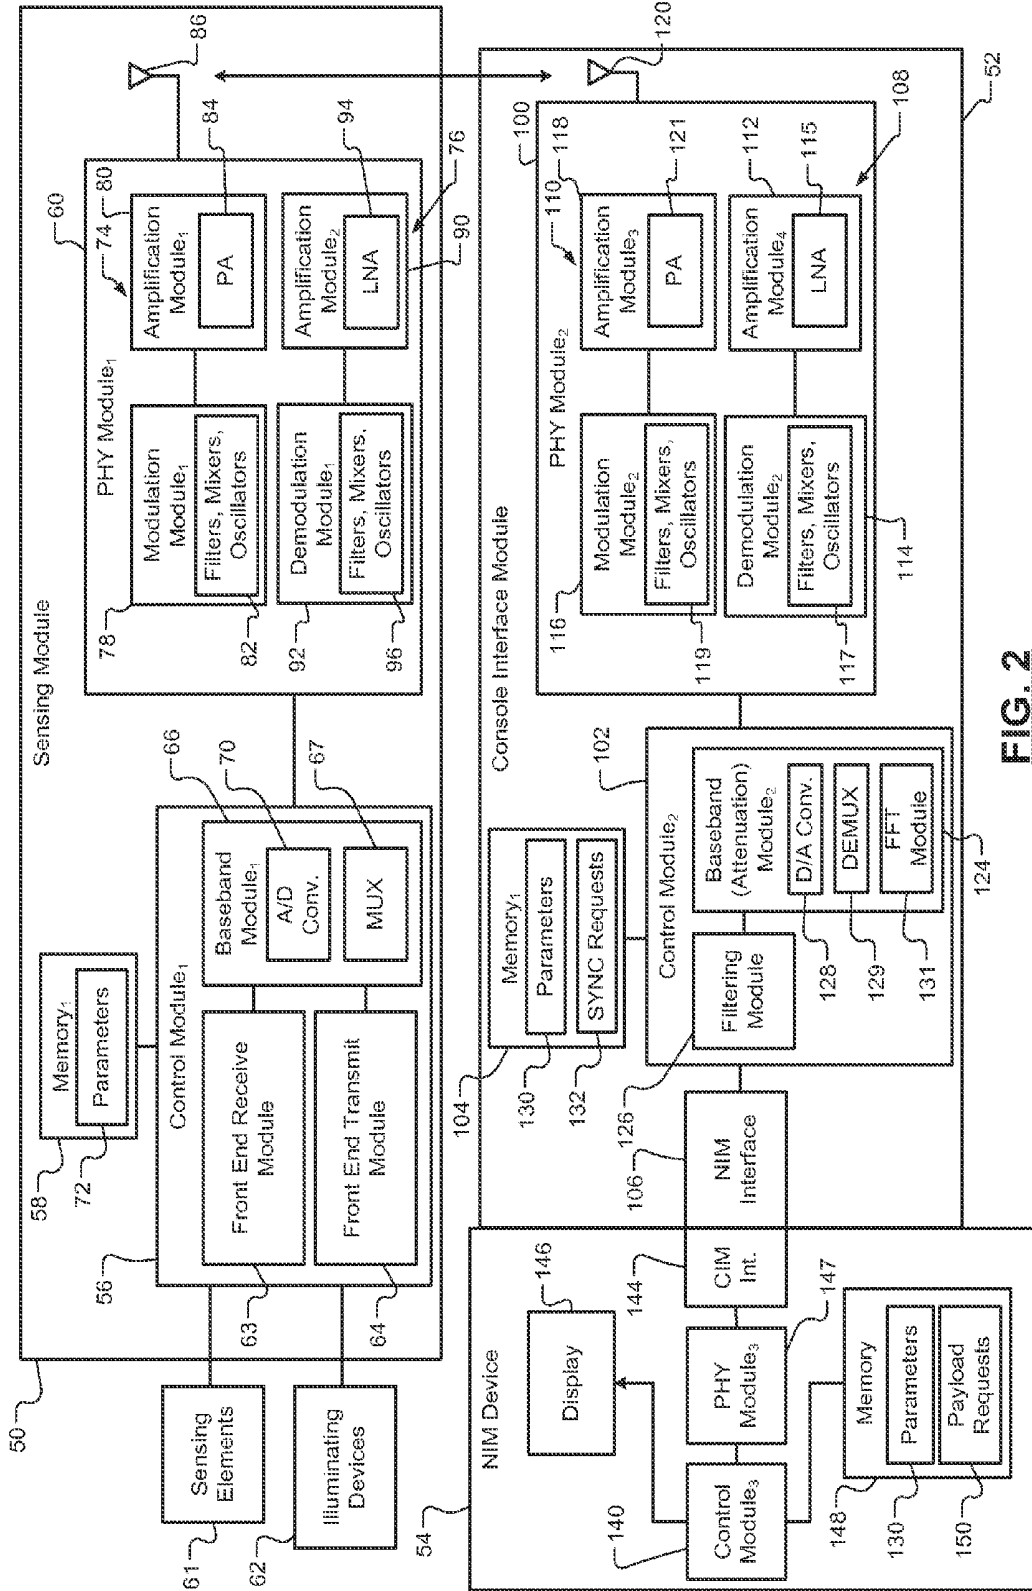 50
Sensing Module
61
Sensing
Elements
62
Illuminating
Devices
56
58
Memory₁
72
Parameters
Control Module₁
63
Front End Receive
Module
64
Front End Transmit
Module
66
Baseband
Module₁
70
A/D
Conv.
67
MUX
60
PHY Module₁
74
78
Modulation
Module₁
82
Filters, Mixers,
Oscillators
80
Amplification
Module₁
84
PA
86
92
Demodulation
Module₁
96
Filters, Mixers,
Oscillators
Amplification
Module₂
94
LNA
76
90
Console Interface Module
52
104
Memory₁
130
Parameters
132
SYNC Requests
102
Control Module₂
126
Filtering
Module
Baseband
(Attenuation)
Module₂
128
D/A Conv.
129
DEMUX
131
FFT
Module
124
106
NIM
Interface
100
PHY Module₂
110
116
Modulation
Module₂
119
Filters, Mixers,
Oscillators
118
Amplification
Module₃
121
PA
120
Demodulation
Module₂
117
Filters, Mixers,
Oscillators
114
112
Amplification
Module₄
115
LNA
108
54
NIM Device
146
Display
144
CIM
Int.
147
PHY
Module₃
140
Control
Module₃
148
Memory
130
Parameters
150
Payload
Requests
FIG. 2